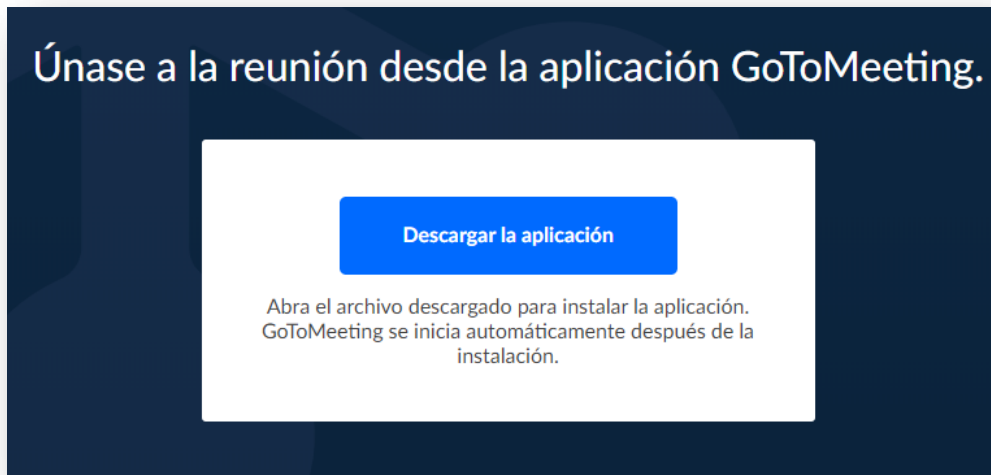 Únase a la reunión desde la aplicación GoToMeeting.
Descargar la aplicación
Abra el archivo descargado para instalar la aplicación.
GoToMeeting se inicia automáticamente después de la
instalación.